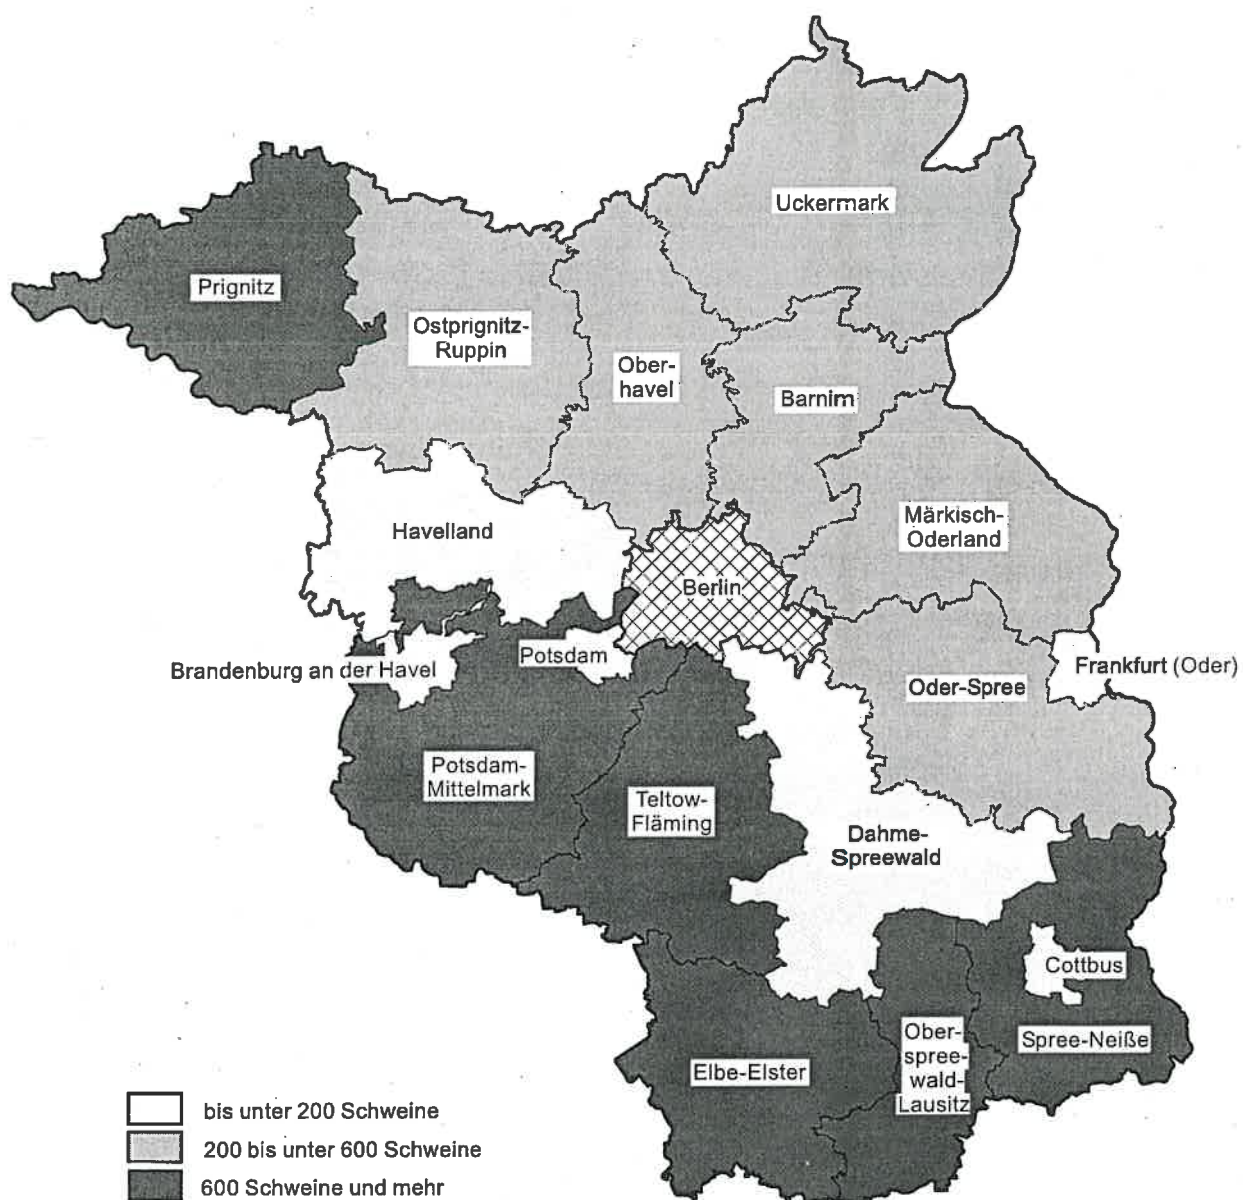 Uckermark
Prignitz
Ostprignitz-
Ruppin
Ober-
havel
Barnim
Havelland
Märkisch-
Oderland
Berlin
Brandenburg an der Havel
Potsdam
Frankfurt (Oder)
Oder-Spree
Potsdam-
Mittelmark
Teltow-
Fläming
Dahme-
Spreewald
Cottbus
Spree-Neiße
Ober-
spree-
wald-
Lausitz
Elbe-Elster
bis unter 200 Schweine
200 bis unter 600 Schweine
600 Schweine und mehr